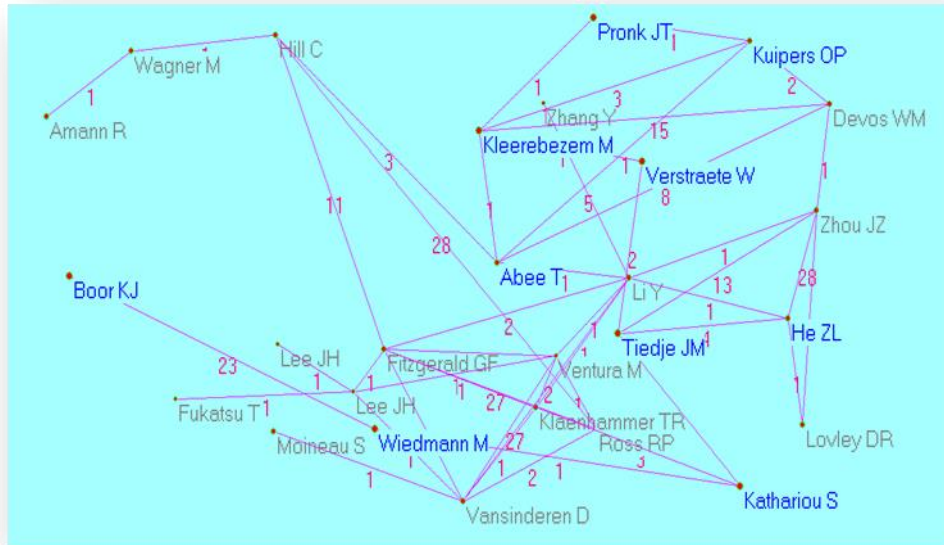 Pronk JT
1
Kuipers OP
Hill C
1
Wagner M
2
1
1
3
Amann R
Zhang Y
Devos WM
15
Kleerebezem M
3
1
1
Verstraete W
1
8
11
1
5
Zhou JZ
28
2
1
Abee T
1
28
Boor KJ
Li Y
13
1
2
1
He ZL
Tiedje JM
1
Lee JH
Fitzgerald GF
Ventura M
23
1
1
1
27
2
1
1
Fukatsu T
1
Lee JH
Klaenhammer TR
Lovley DR
Moineau S
Wiedmann M
27
Ross RP
1
1
1
2
1
3
Kathariou S
Vansinderen D